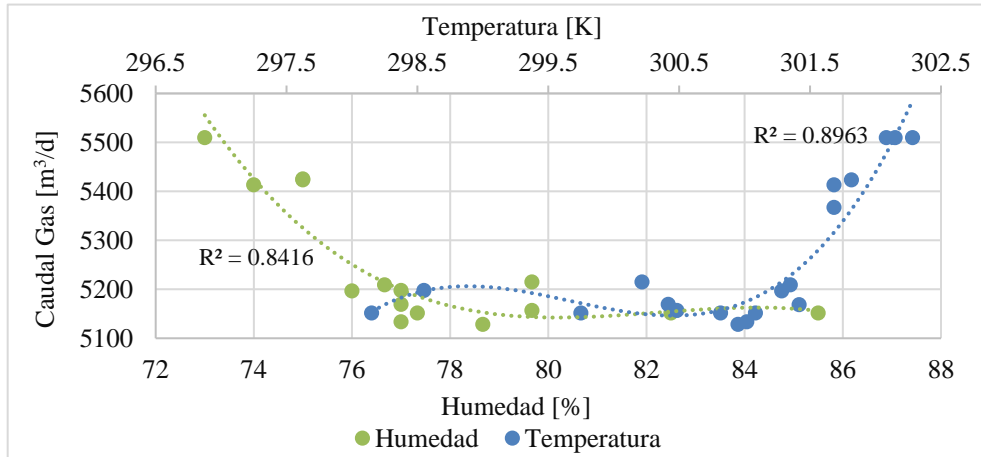 Temperatura [K]
296.5 297.5 298.5 299.5 300.5 301.5 302.5
5600
5500
5400
5300
5200
5100
Caudal Gas [m³/d]
R² = 0.8963
R² = 0.8416
72 74 76 78 80 82 84 86 88
Humedad [%]
Humedad Temperatura